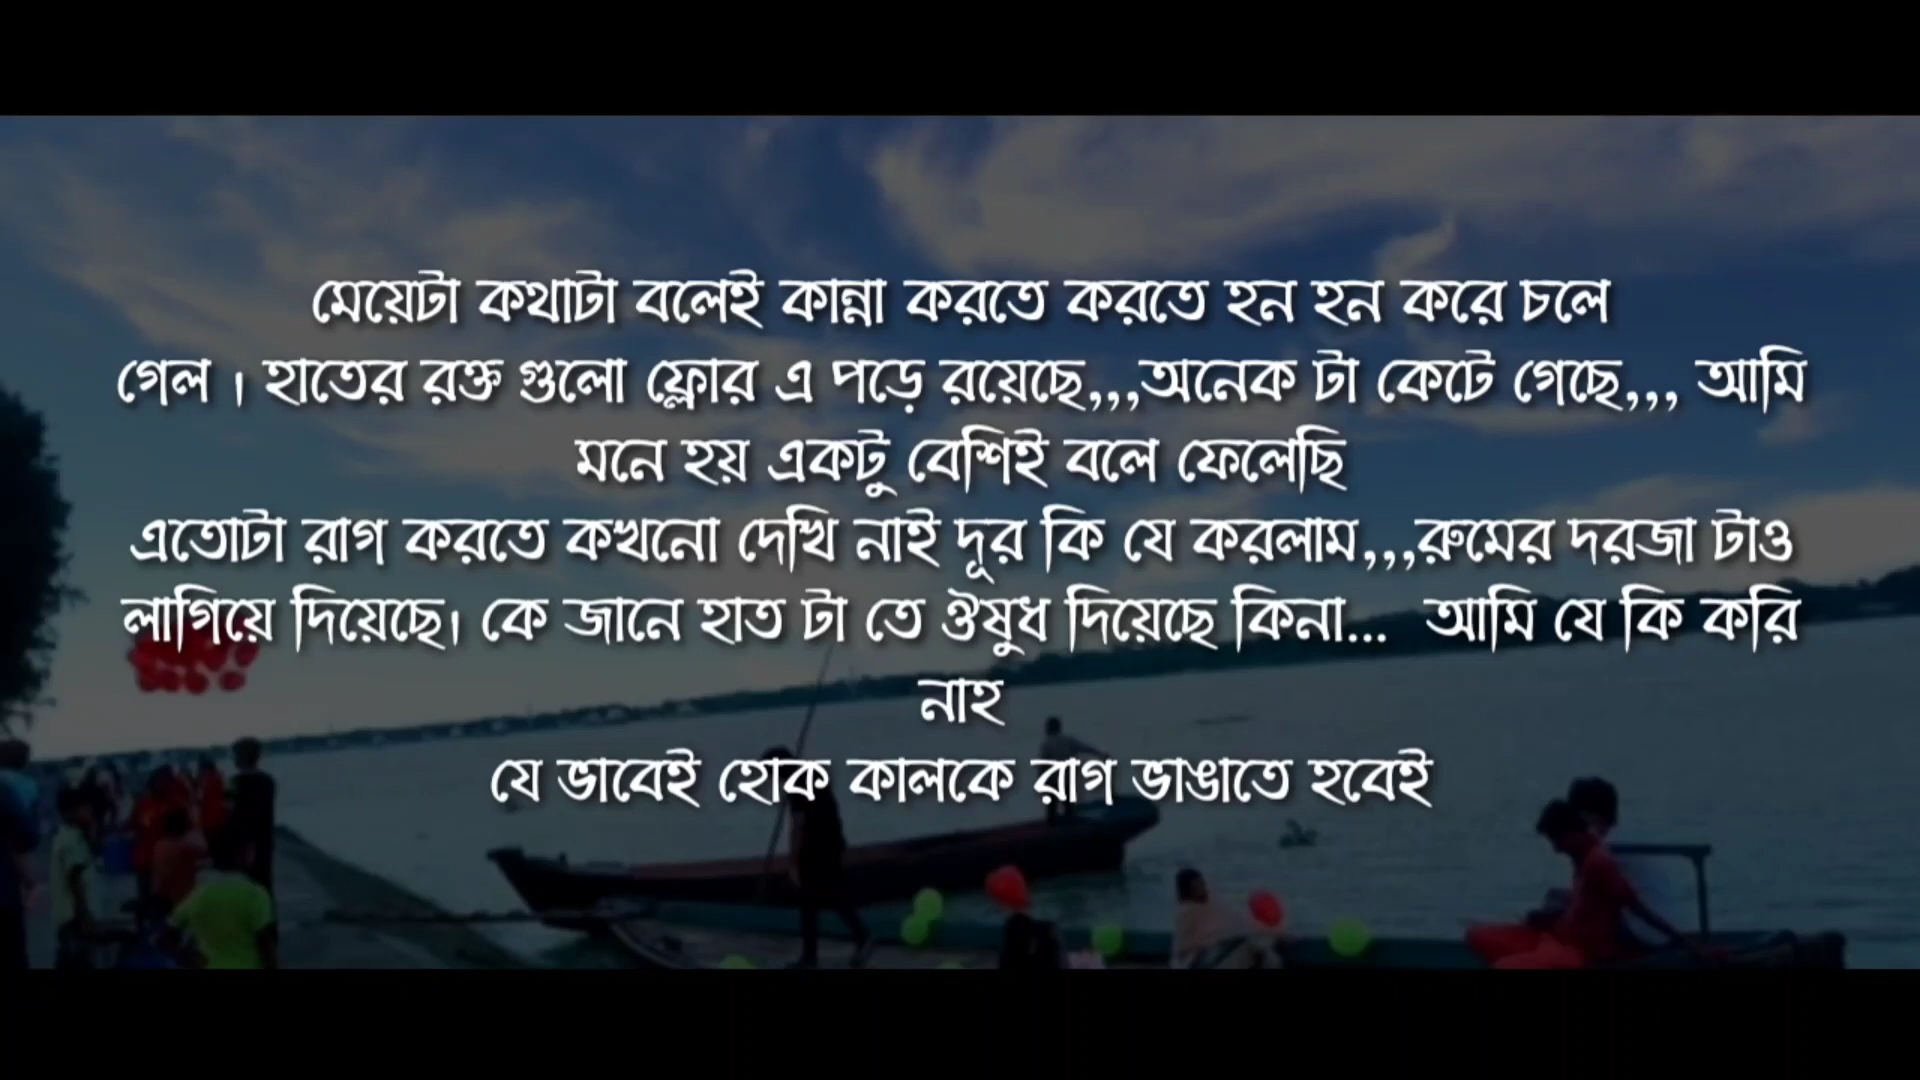 মেয়েটা কথাটা বলেই কান্না করতে করতে হন হন করে চলে
গেল । হাতের রক্ত গুলো ফ্লোর এ পড়ে রয়েছে,,,অনেক টা কেটে গেছে,,, আমি
মনে হয় একটু বেশিই বলে ফেলেছি
এতোটা রাগ করতে কখনো দেখি নাই দূর কি যে করলাম,,,রুমের দরজা টাও
লাগিয়ে দিয়েছে। কে জানে হাত টা তে ঔষুধ দিয়েছে কিনা... আমি যে কি করি
নাহ
যে ভাবেই হোক কালকে রাগ ভাঙাতে হবেই